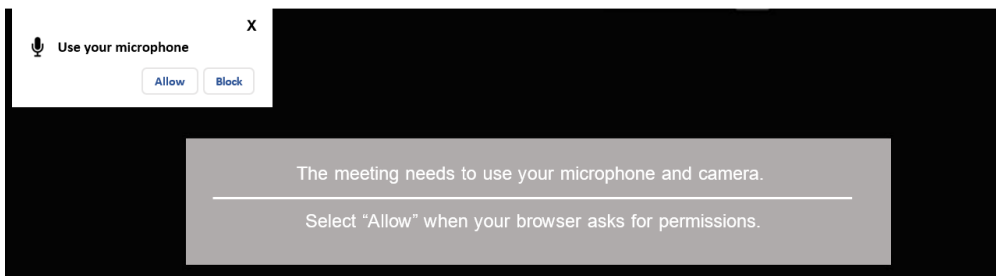 X
Use your microphone
Allow Block
The meeting needs to use your microphone and camera.
Select “Allow” when your browser asks for permissions.